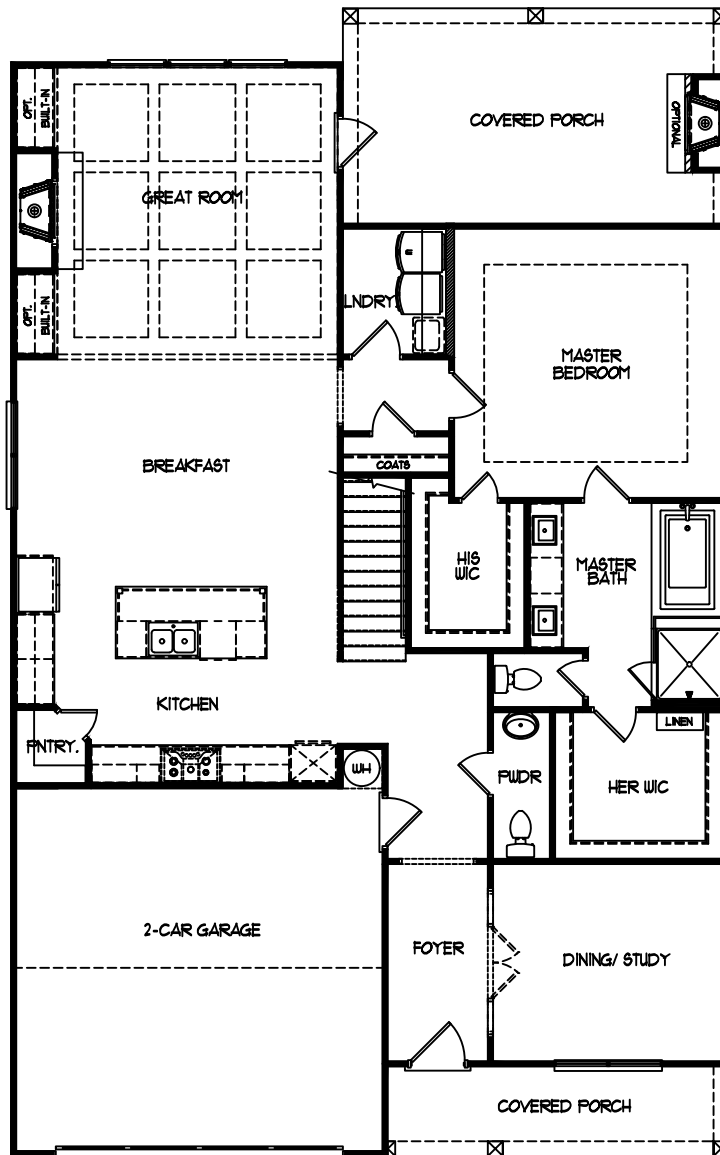 COVERED PORCH
OPTIONAL
OPT.
BUILT-IN
GREAT ROOM
OPT.
BUILT-IN
LNDRY.
MASTER
BEDROOM
BREAKFAST
COATS
HIS
WIC
MASTER
BATH
KITCHEN
PNTRY.
WH
LINEN
PWDR
HER WIC
2-CAR GARAGE
FOYER
DINING/ STUDY
COVERED PORCH